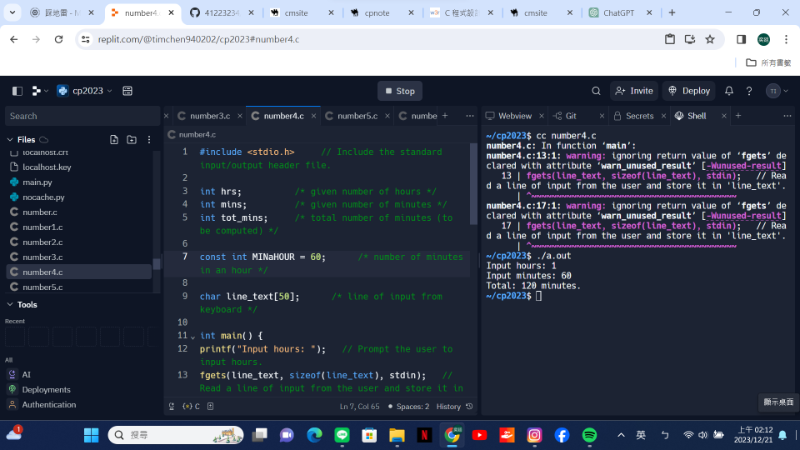 number4
41223234
cmsite
cpnote
C 程式設
cmsite
ChatGPT
replit.com/@timchen940202/cp2023#number4.c
所有書籤
cp2023
Stop
Invite
Deploy
Search
number3.c
number4.c
number5.c
numbe
Webview
Git
Secrets
Shell
Files
localhost.crt
localhost.key
main.py
nocache.py
number.c
number1.c
number2.c
number3.c
number4.c
number5.c
Tools
Recent
All
AI
Deployments
Authentication
number4.c
1 #include <stdio.h> // Include the standard
input/output header file.
2
3 int hrs; /* given number of hours */
4 int mins; /* given number of minutes */
5 int tot_mins; /* total number of minutes (to
be computed) */
6
7 const int MINaHOUR = 60; /* number of minutes
in an hour */
8
9 char line_text[50]; /* line of input from
keyboard */
10
11 int main() {
12 printf("Input hours: "); // Prompt the user to
input hours.
13 fgets(line_text, sizeof(line_text), stdin); //
Read a line of input from the user and store it in
{} C
Ln 7, Col 65
Spaces: 2
History
~/cp2023$ cc number4.c
number4.c: In function ‘main’:
number4.c:13:1: warning: ignoring return value of ‘fgets’ de
clared with attribute ‘warn_unused_result’ [-Wunused-result]
13 | fgets(line_text, sizeof(line_text), stdin); // Rea
d a line of input from the user and store it in 'line_text'.
| ^~~~~~~~~~~~~~~~~~~~~~~~~~~~~~~~~~~~~~~~~~
number4.c:17:1: warning: ignoring return value of ‘fgets’ de
clared with attribute ‘warn_unused_result’ [-Wunused-result]
17 | fgets(line_text, sizeof(line_text), stdin); // Rea
d a line of input from the user and store it in 'line_text'.
| ^~~~~~~~~~~~~~~~~~~~~~~~~~~~~~~~~~~~~~~~~~
~/cp2023$ ./a.out
Input hours: 1
Input minutes: 60
Total: 120 minutes.
~/cp2023$
顯示桌面
1
搜尋
英
上午 02:12
2023/12/21